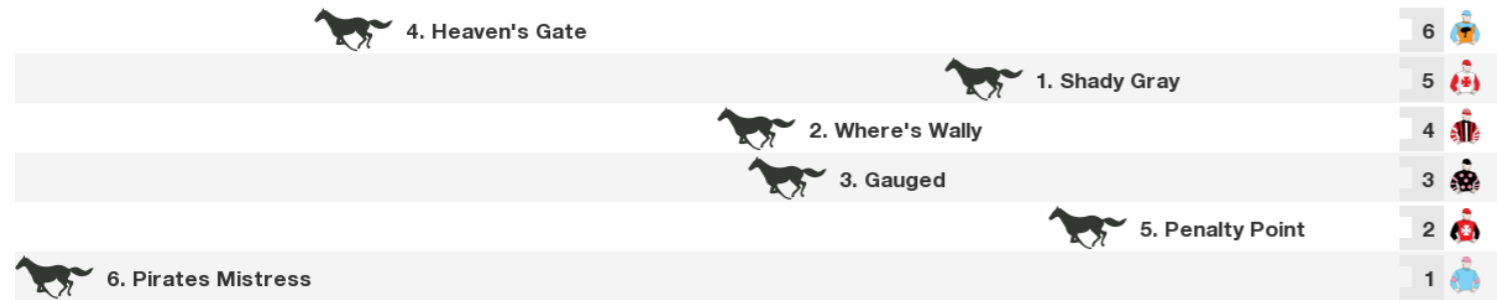 4. Heaven's Gate 6
1. Shady Gray 5
2. Where's Wally 4
3. Gauged 3
5. Penalty Point 2
6. Pirates Mistress 1